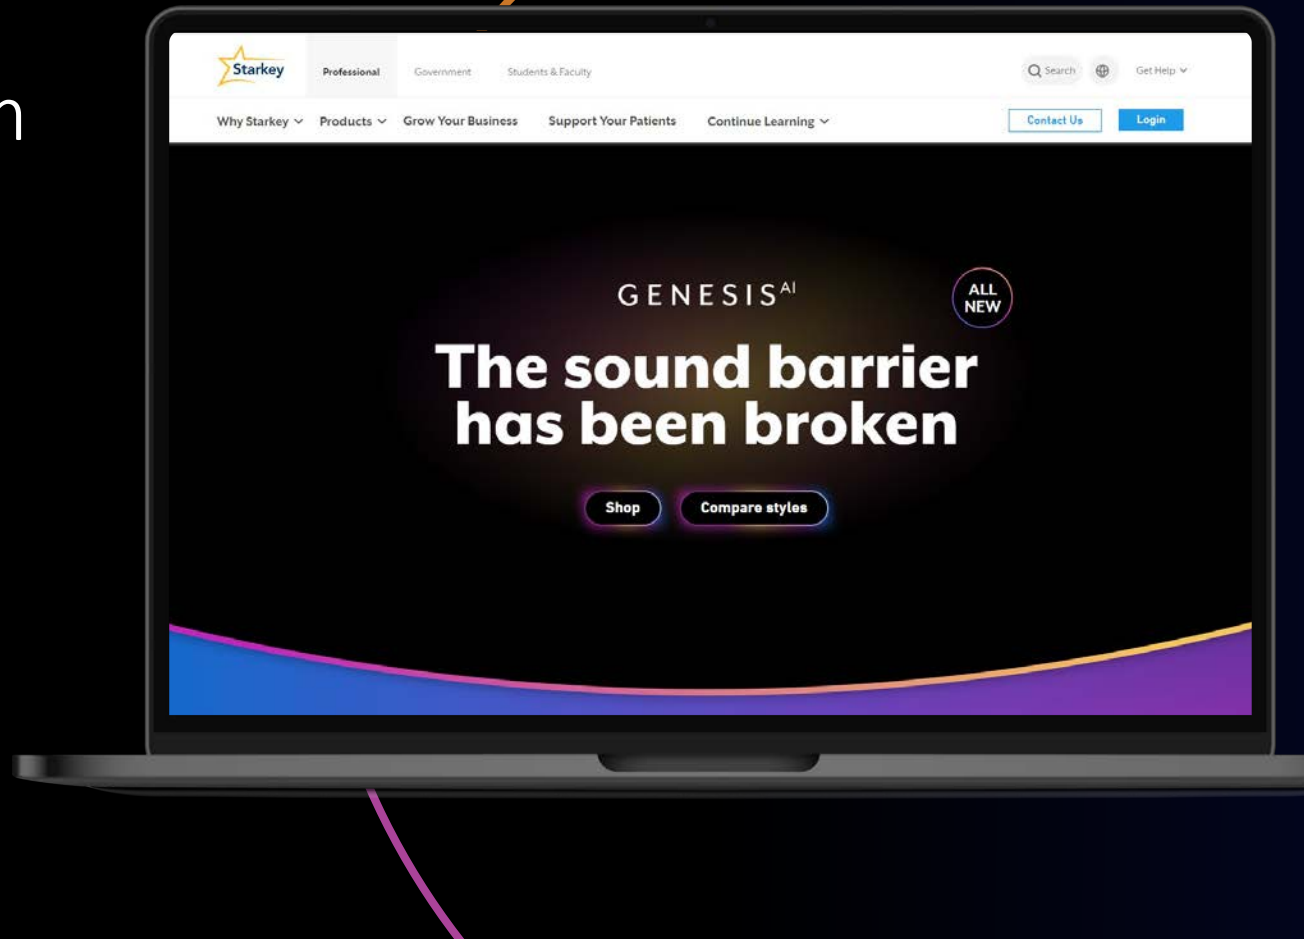 n
Starkey
Professional Government Students & Faculty Search Get Help
Why Starkey Products Grow Your Business Support Your Patients Continue Learning Contact Us Login
GENESIS AI
ALL
NEW
The sound barrier
has been broken
Shop Compare styles